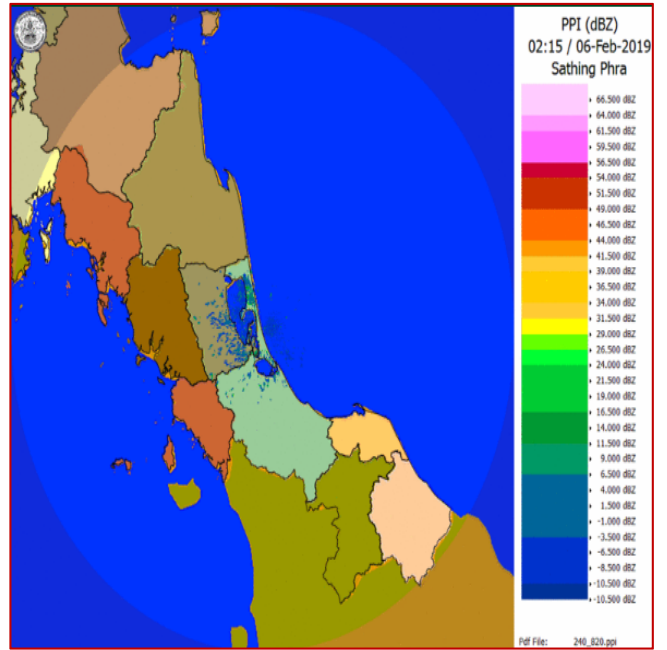 PPI (dBZ)
02:15 / 06-Feb-2019
Sathing Phra
66.500 dBZ
64.000 dBZ
61.500 dBZ
59.500 dBZ
56.500 dBZ
54.000 dBZ
51.500 dBZ
49.000 dBZ
46.500 dBZ
44.000 dBZ
41.500 dBZ
39.000 dBZ
36.500 dBZ
34.000 dBZ
31.500 dBZ
29.000 dBZ
26.500 dBZ
24.000 dBZ
21.500 dBZ
19.000 dBZ
16.500 dBZ
14.000 dBZ
11.500 dBZ
9.000 dBZ
6.500 dBZ
4.000 dBZ
1.500 dBZ
-1.000 dBZ
-3.500 dBZ
-6.500 dBZ
-8.500 dBZ
-10.500 dBZ
-10.500 dBZ
Pdf File: 240_820.ppi